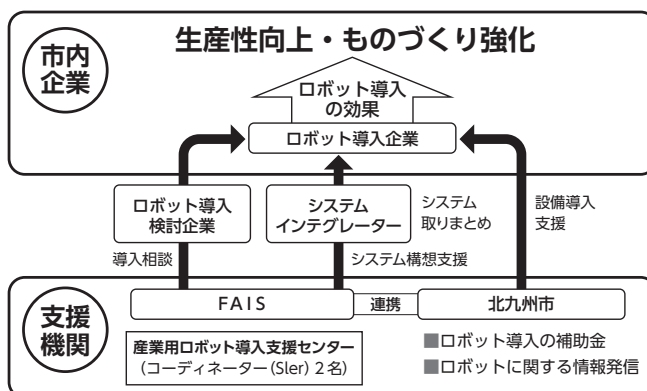 市内
企業
生産性向上・ものづくり強化
ロボット導入
の効果
ロボット導入企業
ロボット導入
検討企業
システム
インテグレーター
システム
取りまとめ
設備導入
支援
導入相談
システム構想支援
支援
機関
FAIS
連携
北九州市
産業用ロボット導入支援センター
(コーディネーター(Sler)2名)
■ロボット導入の補助金
■ロボットに関する情報発信